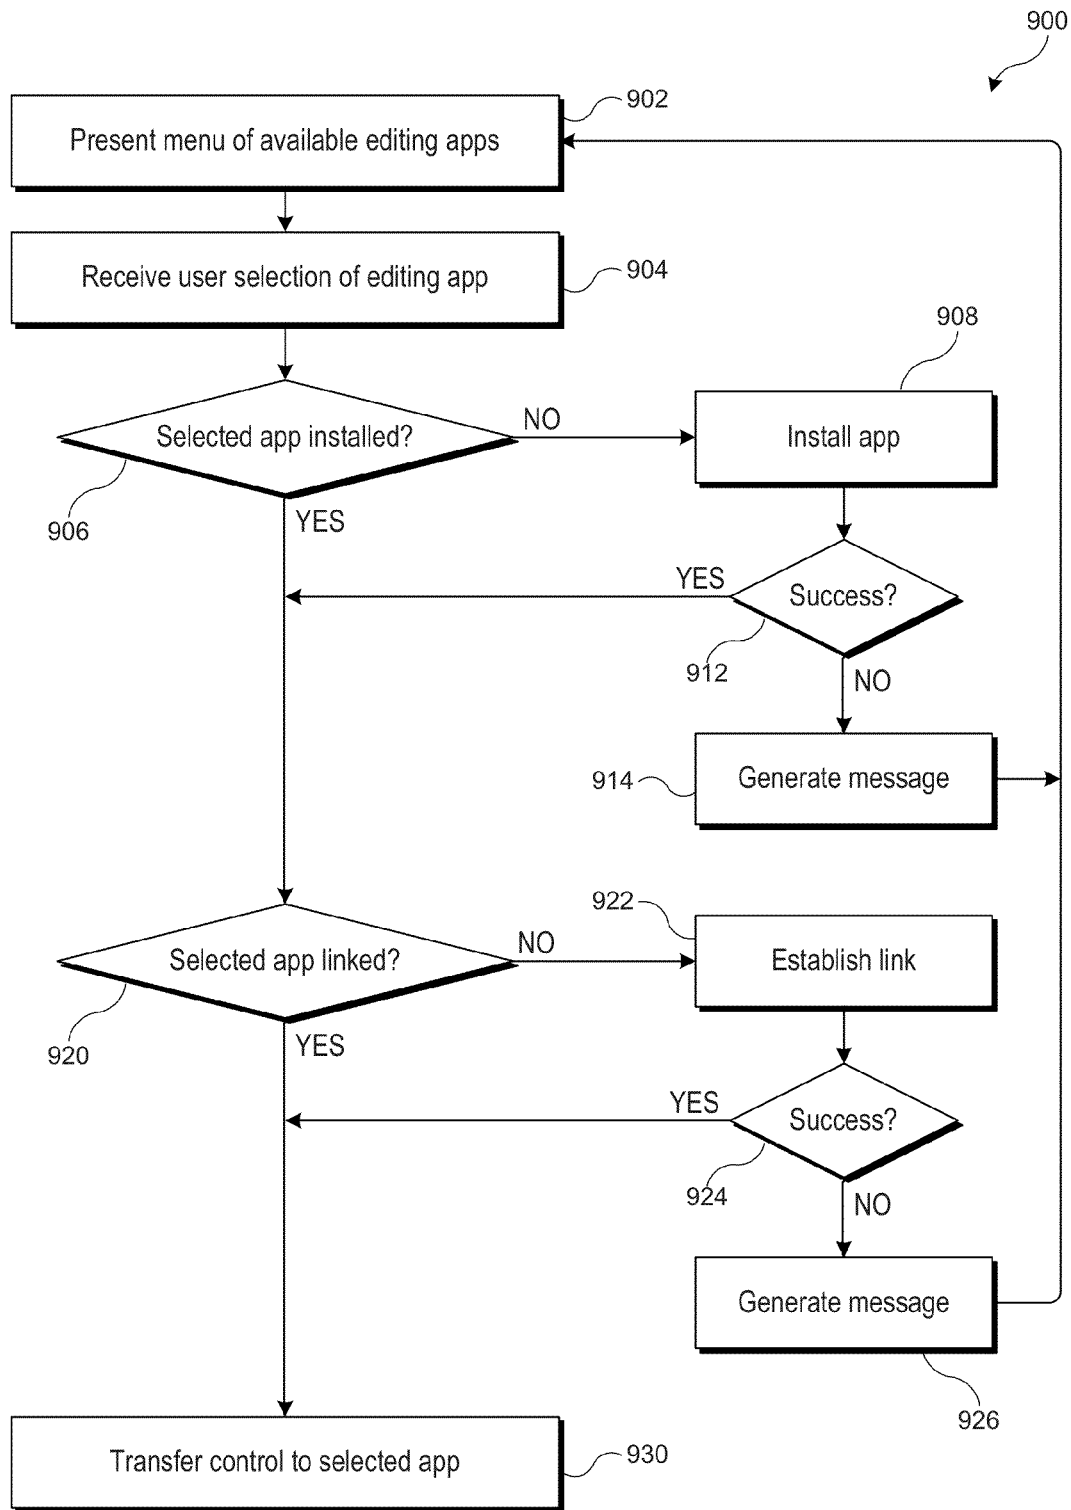 900
902
Present menu of available editing apps
Receive user selection of editing app
904
908
Selected app installed?
NO
Install app
906
YES
YES
Success?
912
NO
914
Generate message
922
Selected app linked?
NO
Establish link
920
YES
YES
Success?
924
NO
Generate message
926
Transfer control to selected app
930